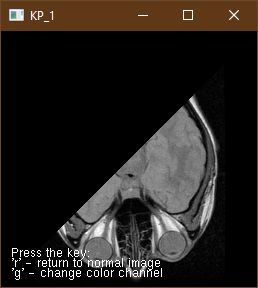 KP_1
Press the key:
'r' - return to normal image
'g' - change color channel